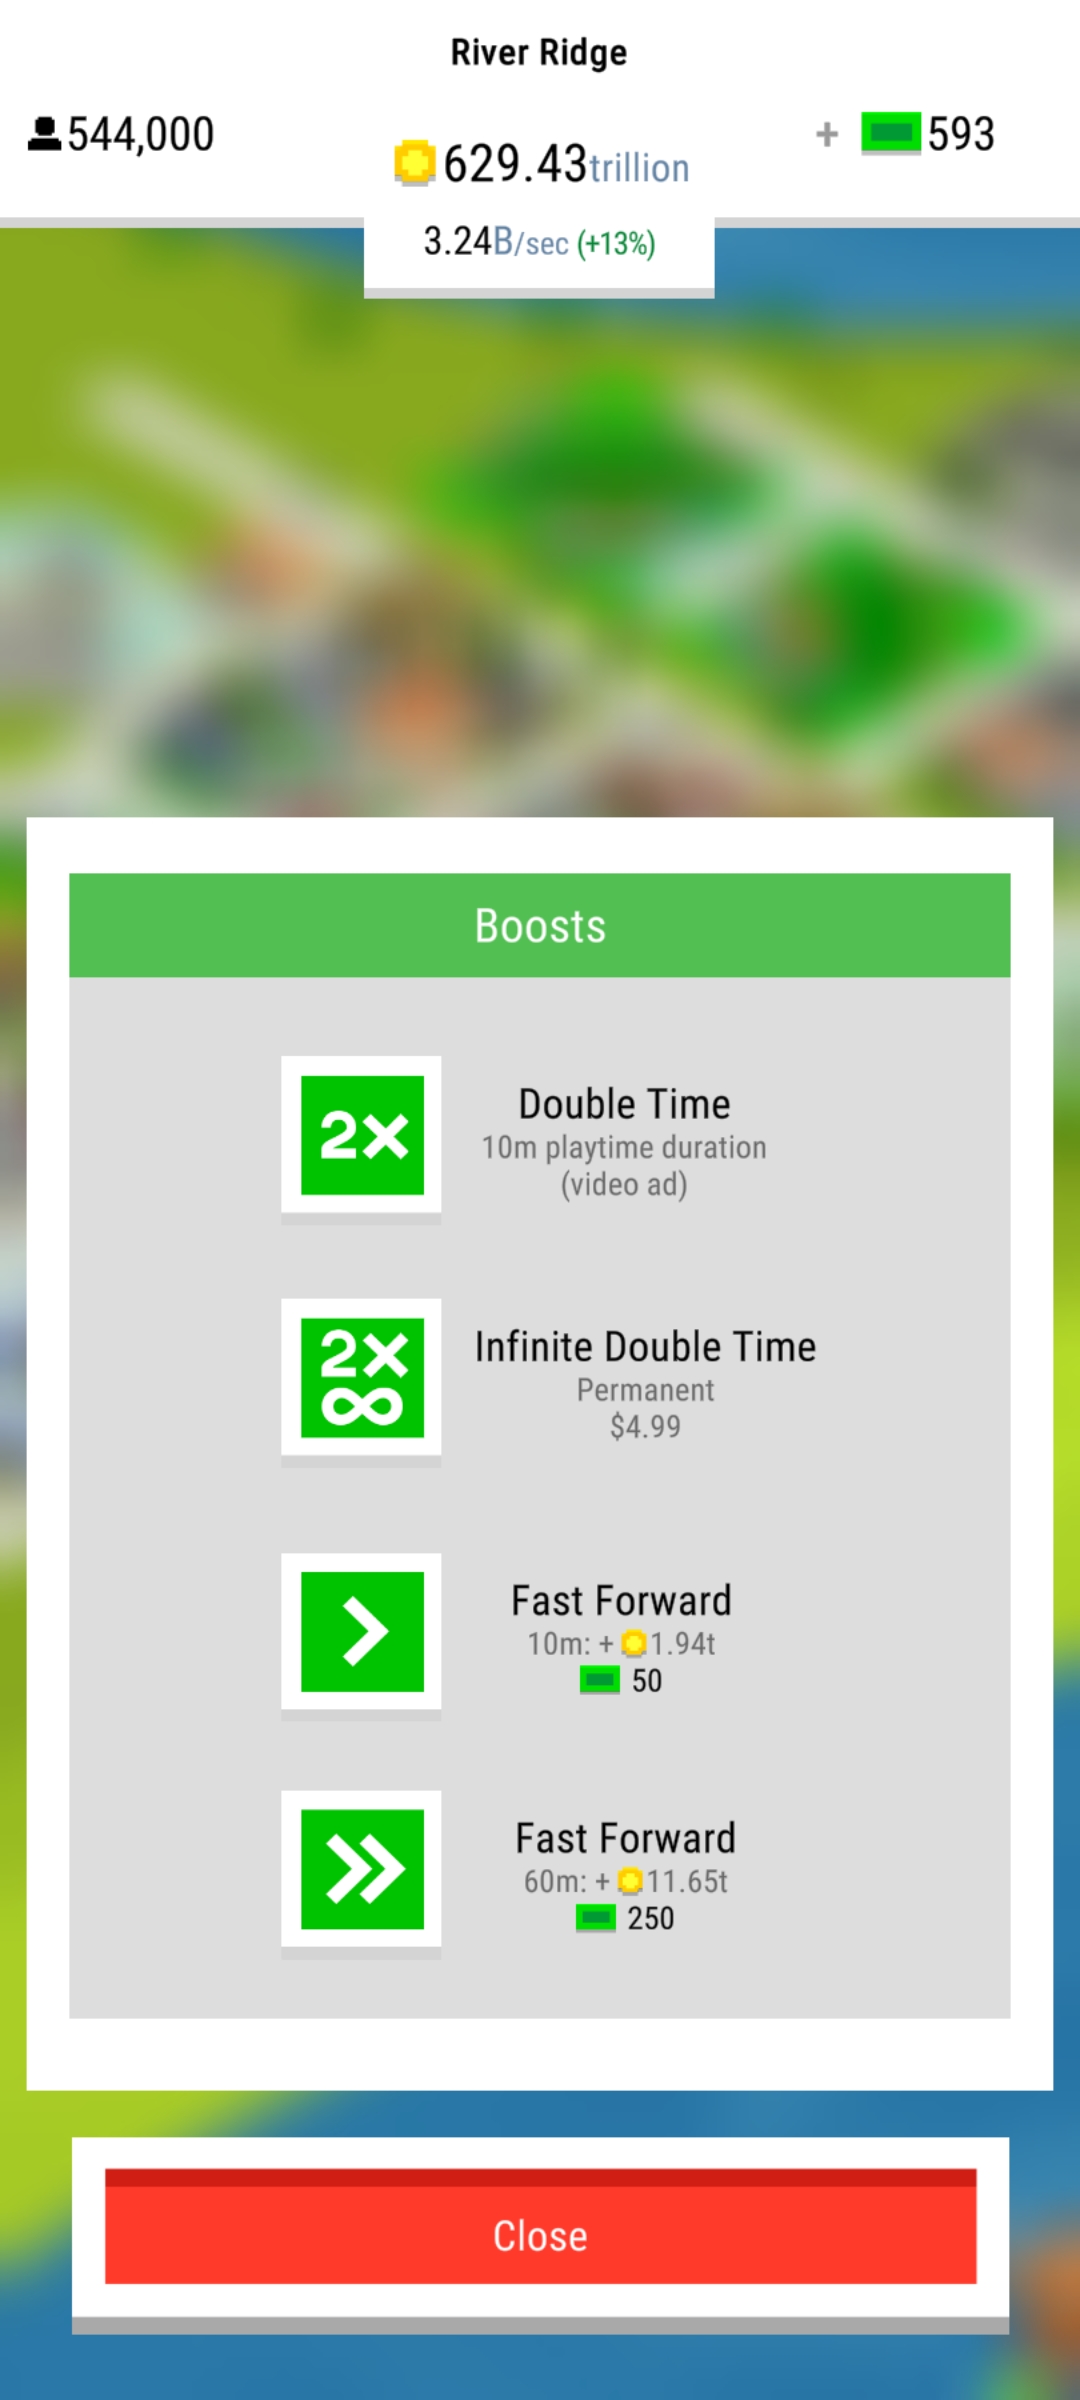 River Ridge
544,000
629.43trillion
+ 593
3.24B/sec (+13%)
Boosts
2×
Double Time
10m playtime duration
(video ad)
2×
∞
Infinite Double Time
Permanent
$4.99
Fast Forward
10m: + 1.94t
50
Fast Forward
60m: + 11.65t
250
Close